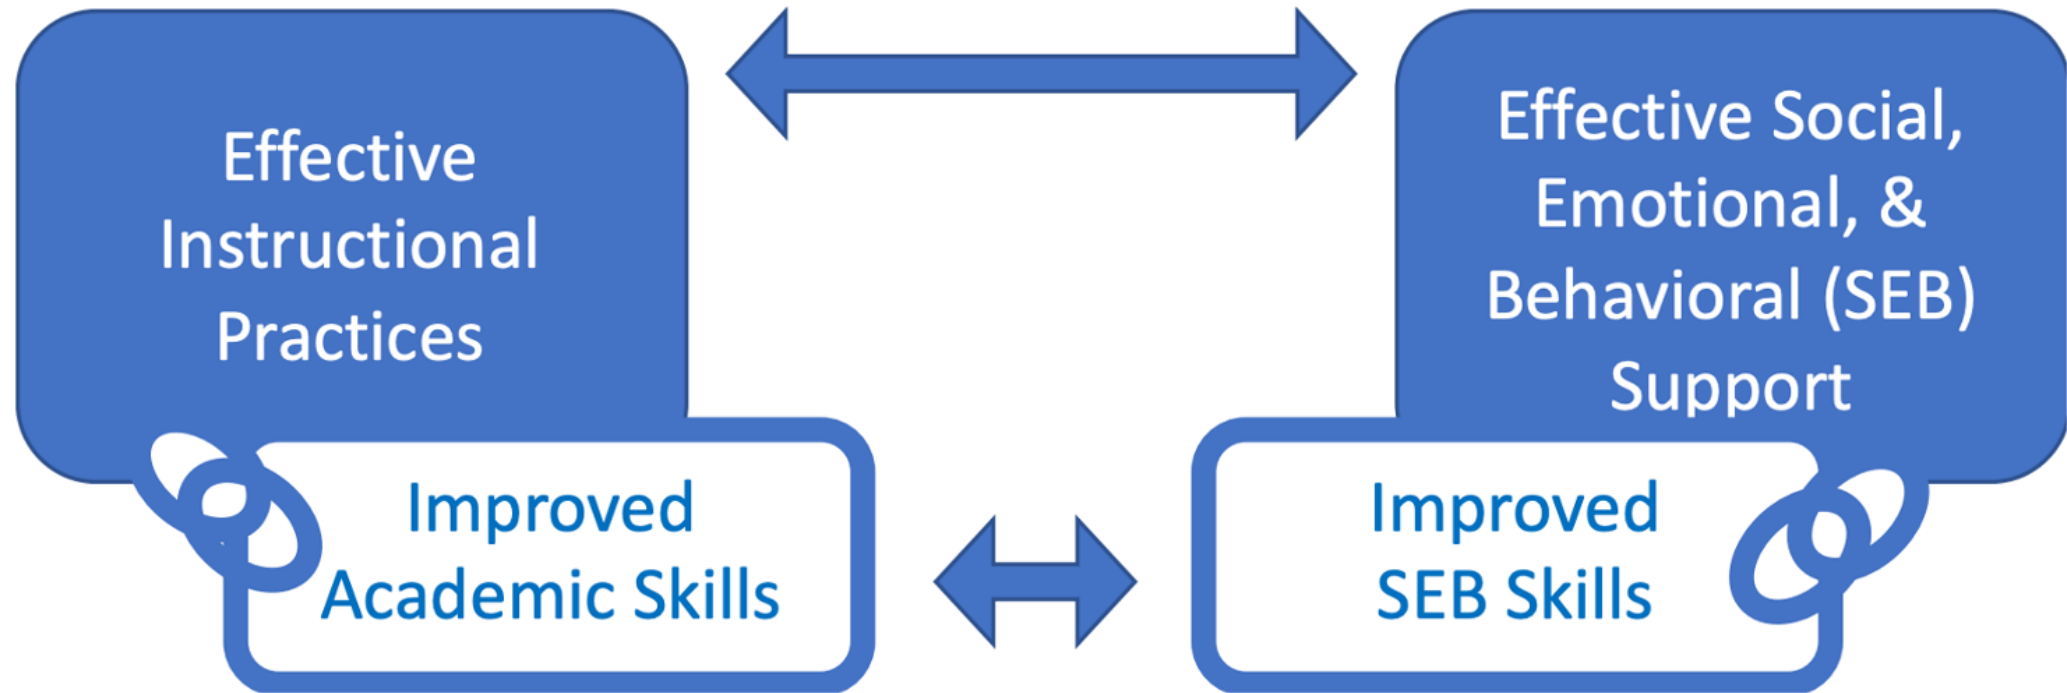 Effective
Instructional
Practices
Effective Social,
Emotional, &
Behavioral (SEB)
Support
Improved
Academic Skills
Improved
SEB Skills